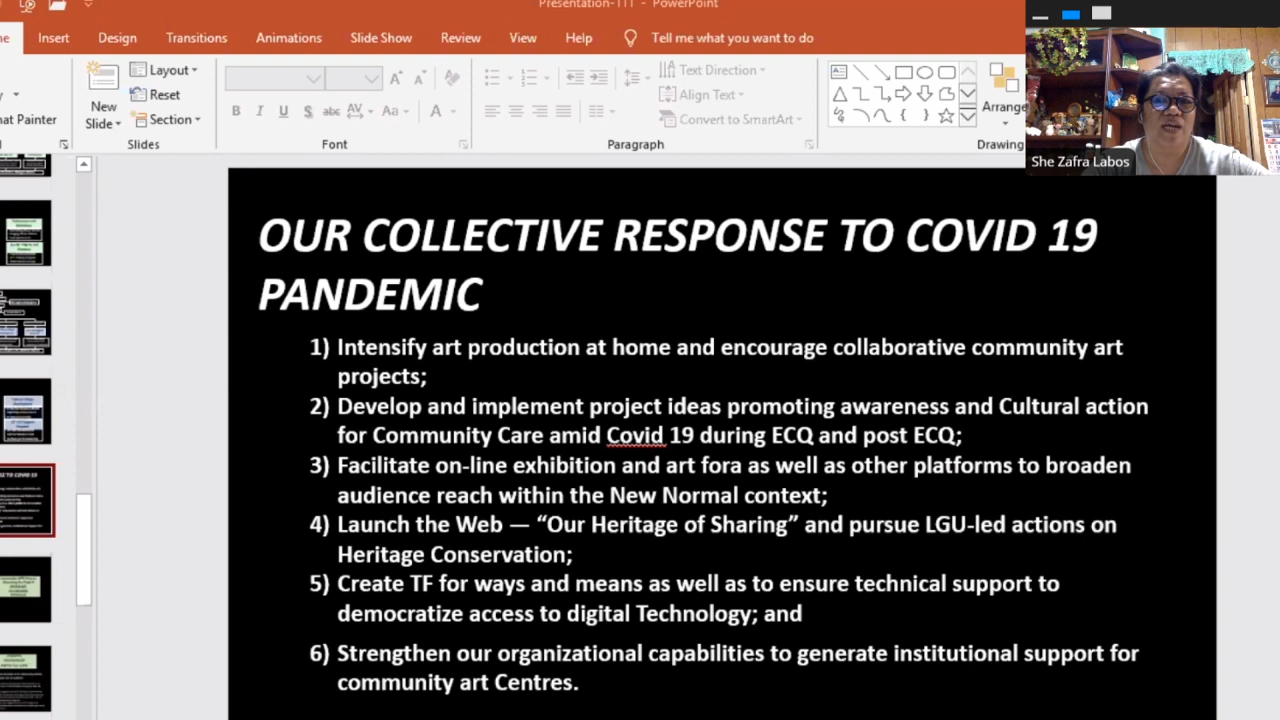 Presentation-111 - PowerPoint
Insert Design Transitions Animations Slide Show Review View Help Tell me what you want to do
New Slide
Layout
Reset
Section
Slides
B I U S abc AV Aa A
Font
Text Direction
Align Text
Convert to SmartArt
Paragraph
Arrange
Drawing
She Zafra Labos
OUR COLLECTIVE RESPONSE TO COVID 19
PANDEMIC
1) Intensify art production at home and encourage collaborative community art
projects;
2) Develop and implement project ideas promoting awareness and Cultural action
for Community Care amid Covid 19 during ECQ and post ECQ;
3) Facilitate on-line exhibition and art fora as well as other platforms to broaden
audience reach within the New Normal context;
4) Launch the Web — “Our Heritage of Sharing” and pursue LGU-led actions on
Heritage Conservation;
5) Create TF for ways and means as well as to ensure technical support to
democratize access to digital Technology; and
6) Strengthen our organizational capabilities to generate institutional support for
community art Centres.